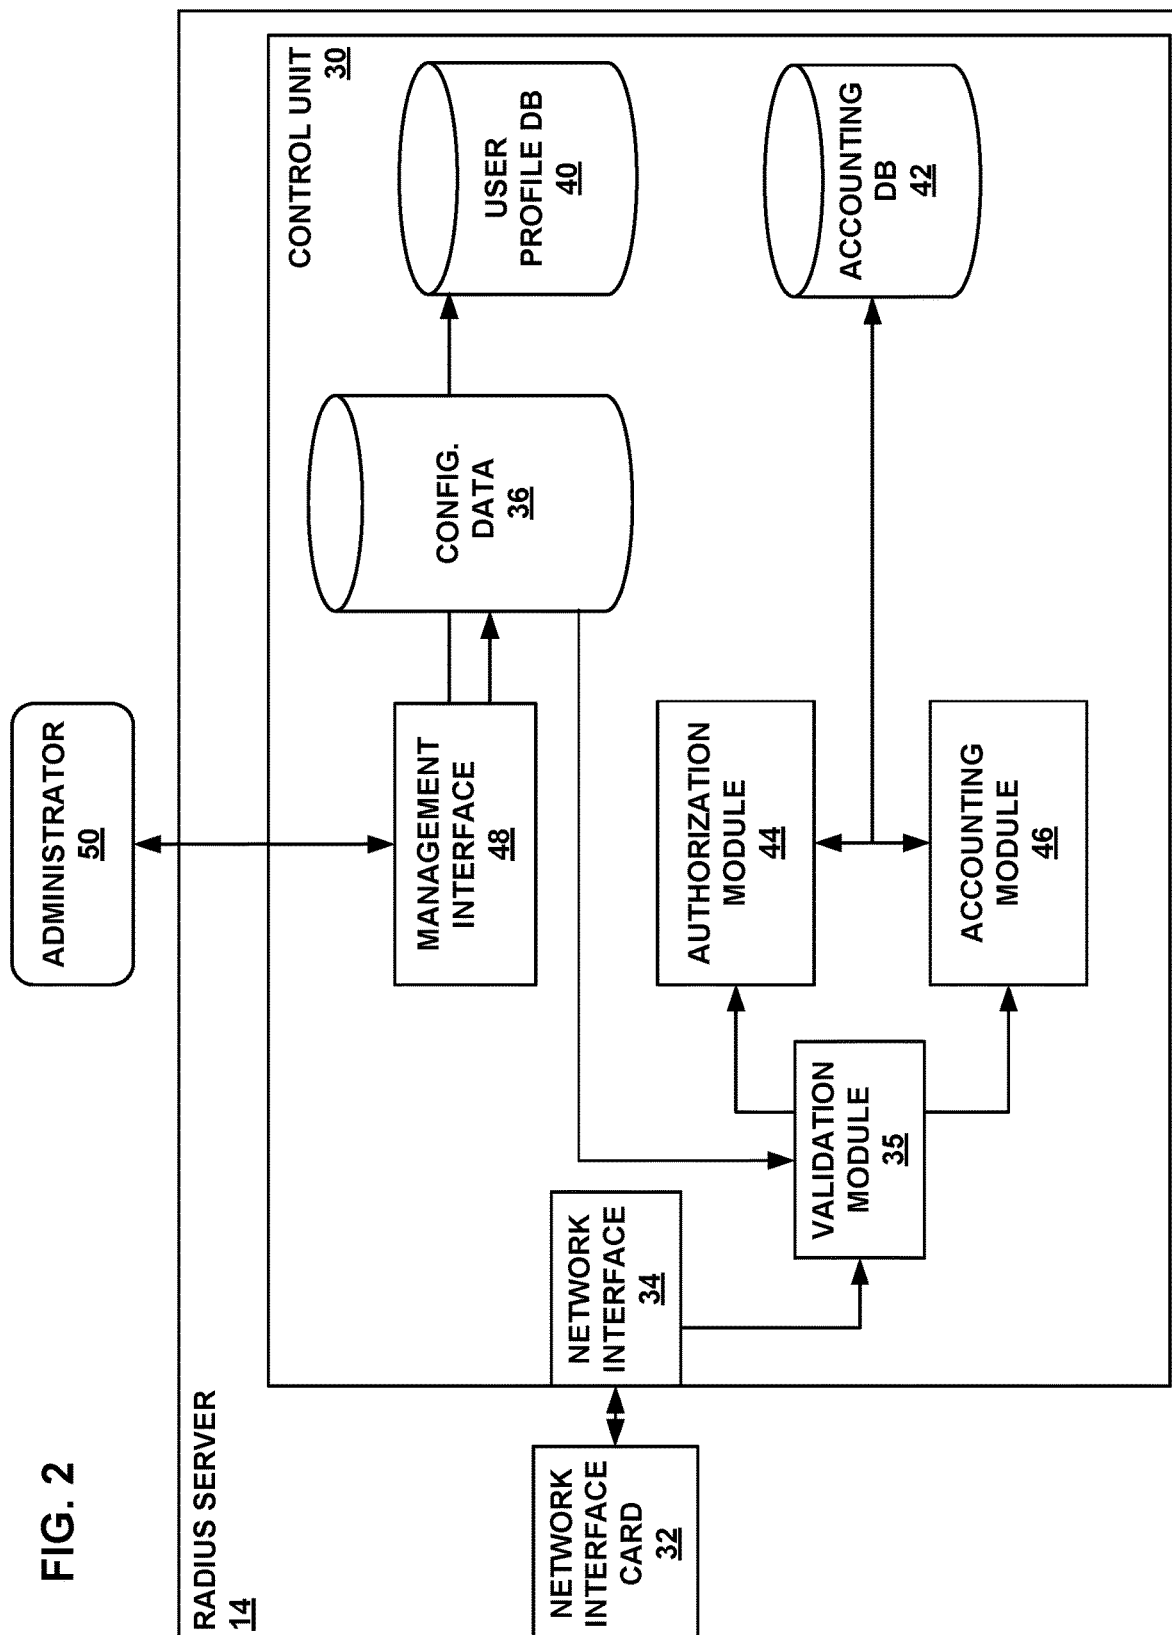 FIG. 2
ADMINISTRATOR
50
RADIUS SERVER
14
CONTROL UNIT
30
MANAGEMENT
INTERFACE
48
CONFIG.
DATA
36
USER
PROFILE DB
40
NETWORK
INTERFACE
CARD
32
NETWORK
INTERFACE
34
VALIDATION
MODULE
35
AUTHORIZATION
MODULE
44
ACCOUNTING
MODULE
46
ACCOUNTING
DB
42